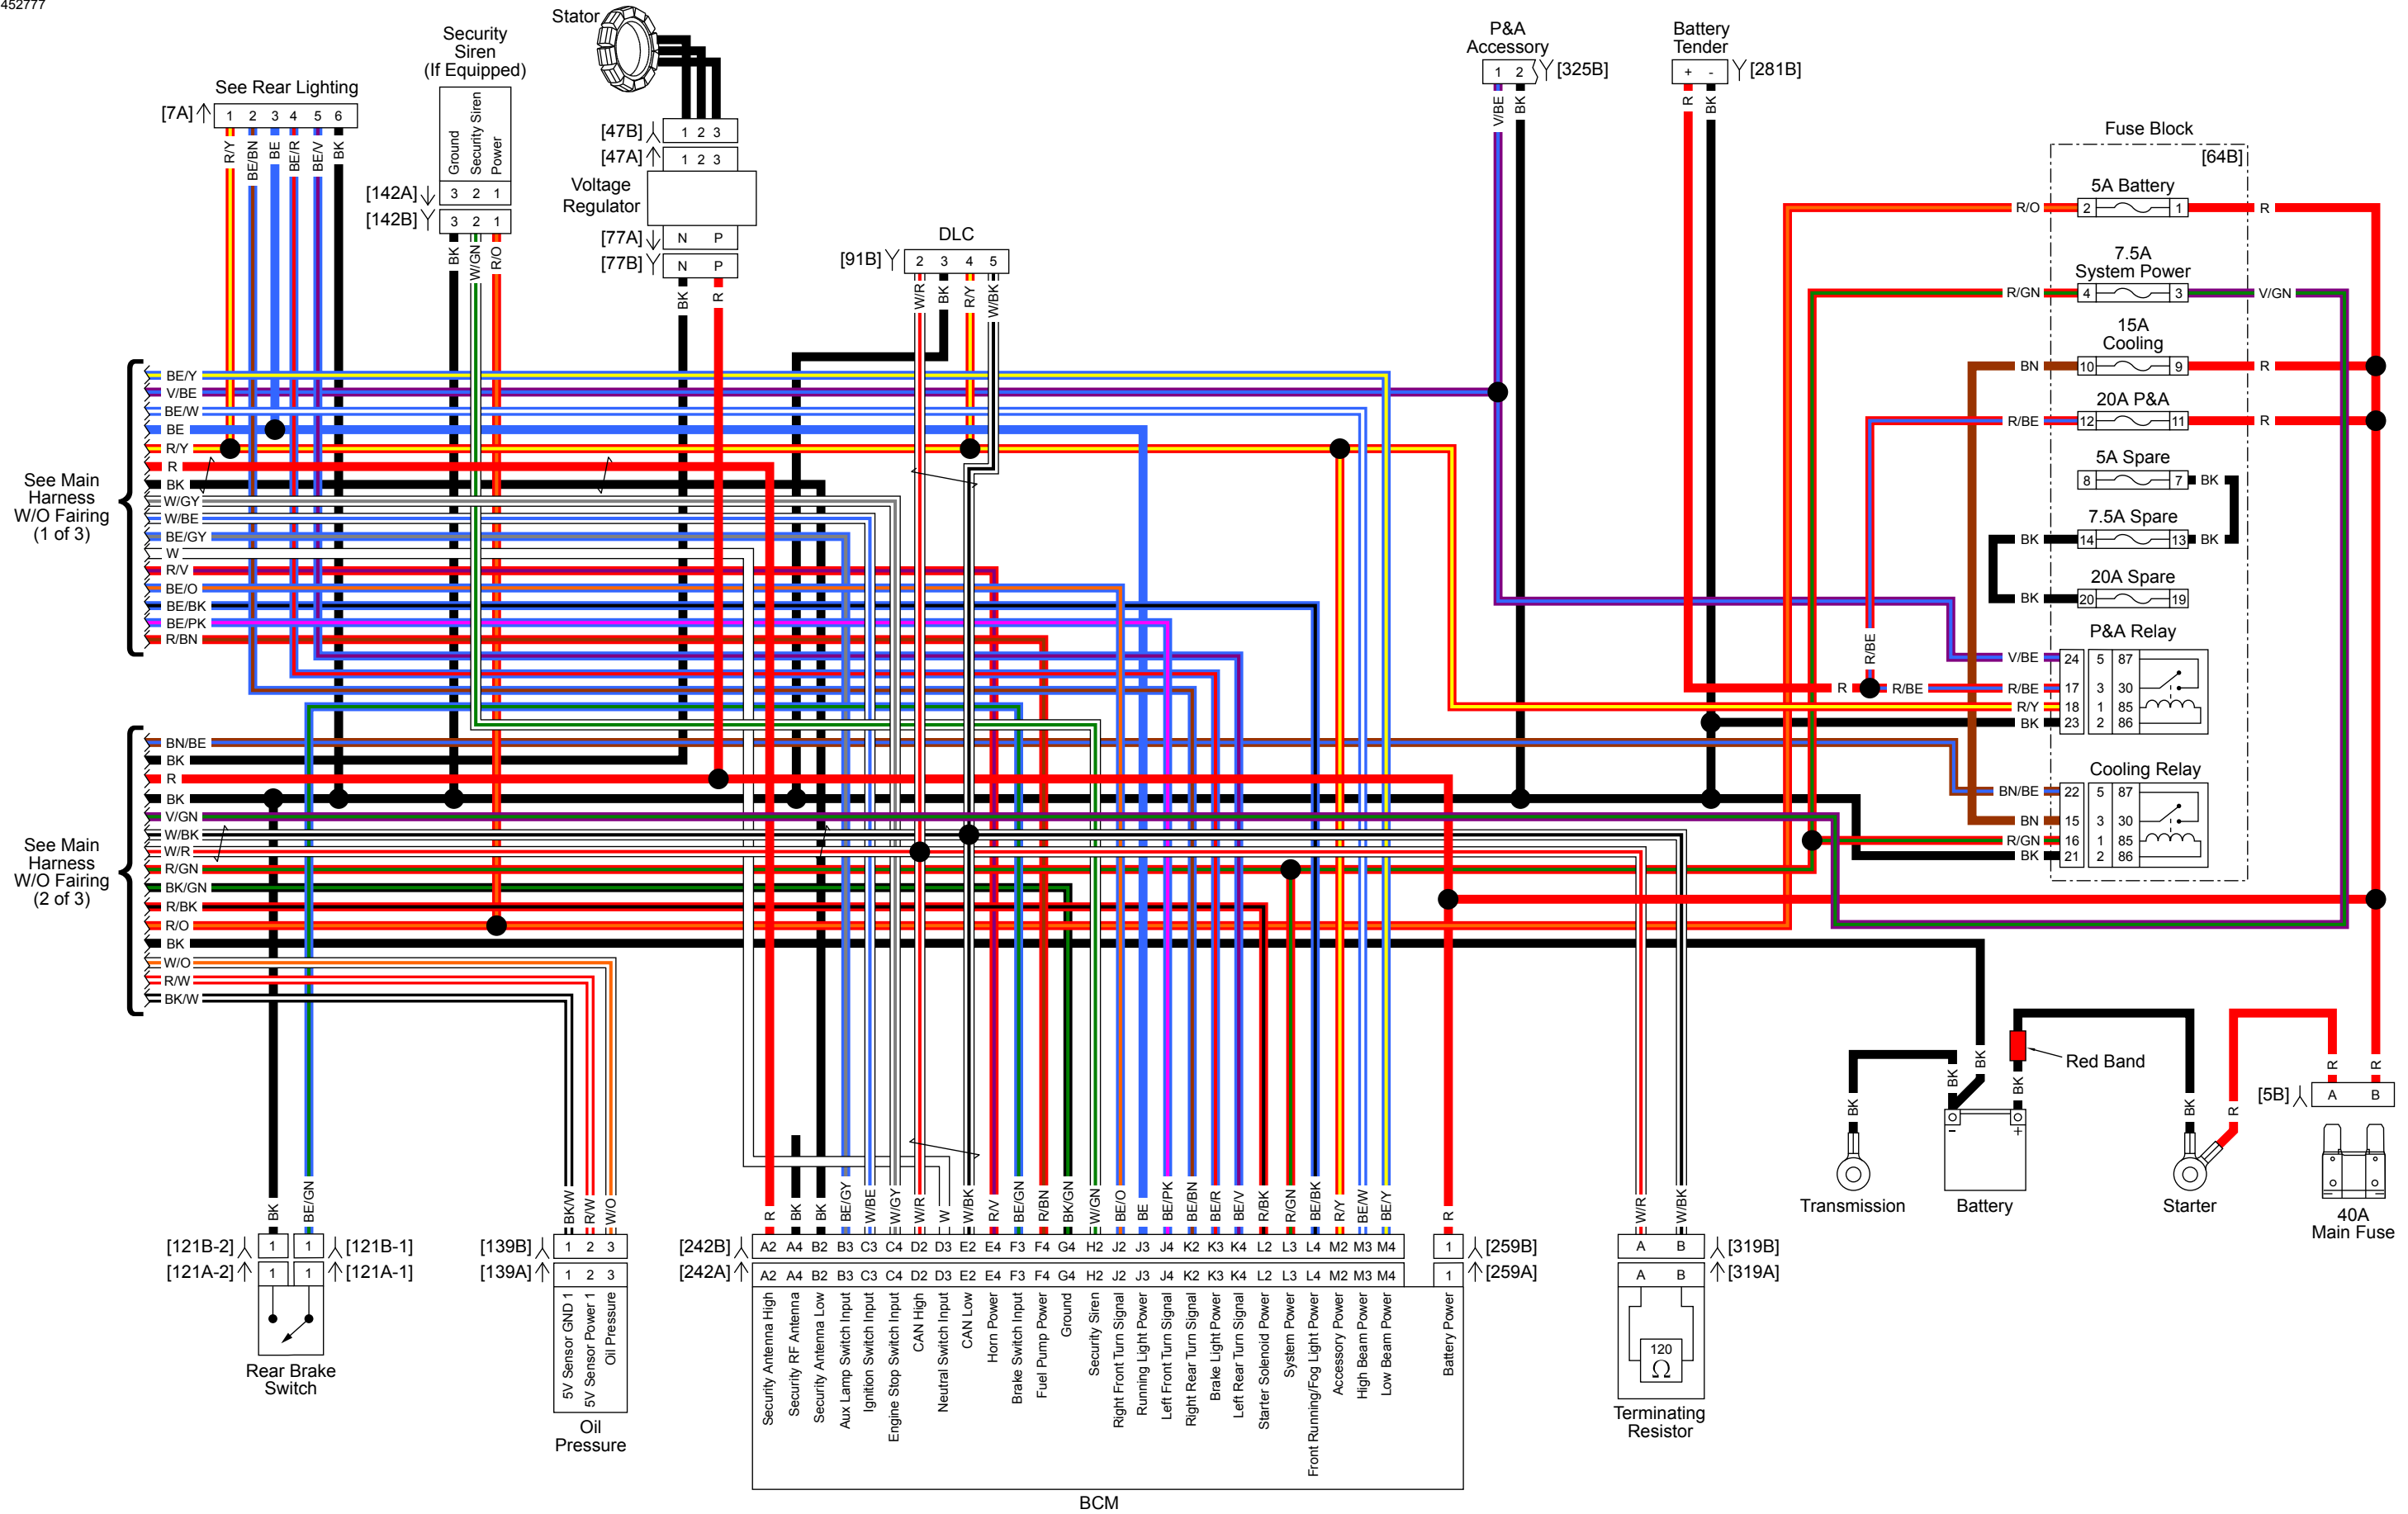 452777
Stator
Security
Siren
(If Equipped)
P&A
Accessory
Battery
Tender
1 2
[325B]
+ -
[281B]
See Rear Lighting
[7A]
1 2 3 4 5 6
R/Y
BE/BN
BE
BE/R
BE/V
BK
Ground
Security Siren
Power
[142A]
3 2 1
[142B]
3 2 1
BK
W/GN
R/O
[47B]
1 2 3
[47A]
1 2 3
Voltage
Regulator
[77A]
N P
[77B]
N P
BK
R
DLC
[91B]
2 3 4 5
W/R
BK
R/Y
W/BK
V/BE
BK
R
BK
Fuse Block
[64B]
5A Battery
R/O
2 1
R
7.5A
System Power
R/GN
4 3
V/GN
15A
Cooling
BN
10 9
R
20A P&A
R/BE
12 11
R
5A Spare
8 7
BK
7.5A Spare
BK
14 13
BK
20A Spare
BK
20 19
P&A Relay
R/BE
V/BE
24 5 87
R
R/BE
R/BE
17 3 30
R/Y
18 1 85
BK
23 2 86
Cooling Relay
BN/BE
22 5 87
BN
15 3 30
R/GN
16 1 85
BK
21 2 86
See Main
Harness
W/O Fairing
(1 of 3)
BE/Y
V/BE
BE/W
BE
R/Y
R
BK
W/GY
W/BE
BE/GY
W
R/V
BE/O
BE/BK
BE/PK
R/BN
See Main
Harness
W/O Fairing
(2 of 3)
BN/BE
BK
R
BK
V/GN
W/BK
W/R
R/GN
BK/GN
R/BK
R/O
BK
W/O
R/W
BK/W
BK
BK
BK
BK
BK
R
R
R
Red Band
[5B]
A B
- +
Transmission
Battery
Starter
40A
Main Fuse
BK
BE/GN
[121B-2]
1
1
[121B-1]
[121A-2]
1
1
[121A-1]
Rear Brake
Switch
BK/W
R/W
W/O
[139B]
1 2 3
[139A]
1 2 3
5V Sensor GND 1
5V Sensor Power 1
Oil Pressure
Oil
Pressure
R
BK
BK
BE/GY
W/BE
W/GY
W/R
W
W/BK
R/V
BE/GN
R/BN
BK/GN
W/GN
BE/O
BE
BE/PK
BE/BN
BE/R
BE/V
R/BK
R/GN
BE/BK
R/Y
BE/W
BE/Y
R
[242B]
A2 A4 B2 B3 C3 C4 D2 D3 E2 E4 F3 F4 G4 H2 J2 J3 J4 K2 K3 K4 L2 L3 L4 M2 M3 M4
1
[259B]
[242A]
A2 A4 B2 B3 C3 C4 D2 D3 E2 E4 F3 F4 G4 H2 J2 J3 J4 K2 K3 K4 L2 L3 L4 M2 M3 M4
1
[259A]
Security Antenna High
Security RF Antenna
Security Antenna Low
Aux Lamp Switch Input
Ignition Switch Input
Engine Stop Switch Input
CAN High
Neutral Switch Input
CAN Low
Horn Power
Brake Switch Input
Fuel Pump Power
Ground
Security Siren
Right Front Turn Signal
Running Light Power
Left Front Turn Signal
Right Rear Turn Signal
Brake Light Power
Left Rear Turn Signal
Starter Solenoid Power
System Power
Front Running/Fog Light Power
Accessory Power
High Beam Power
Low Beam Power
Battery Power
BCM
W/R
W/BK
A B
[319B]
A B
[319A]
120
Ω
Terminating
Resistor